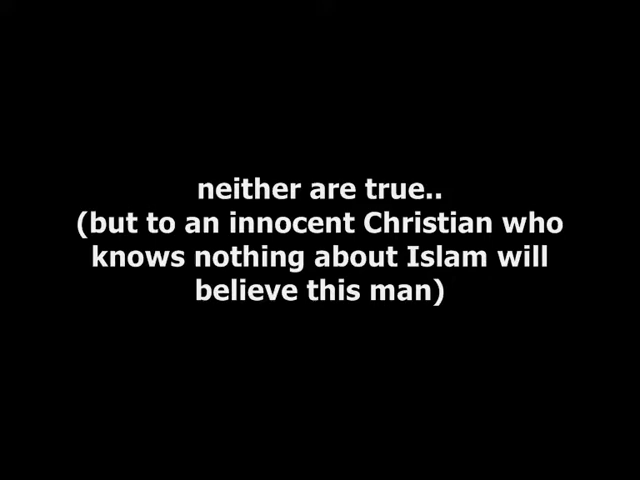 neither are true..
(but to an innocent Christian who
knows nothing about Islam will
believe this man)